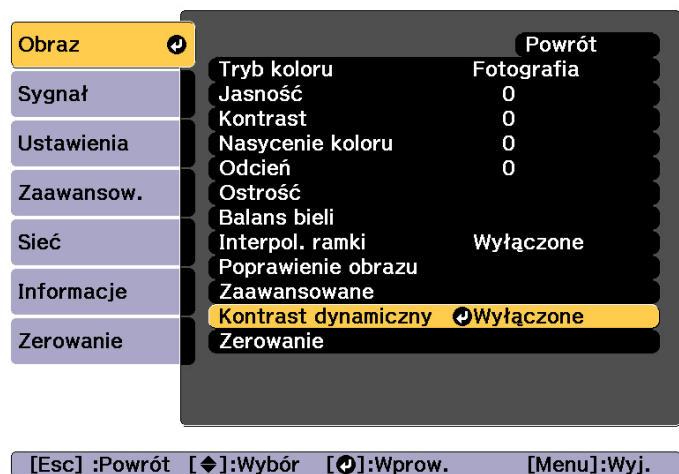 Obraz
Sygnał
Ustawienia
Zaawansow.
Sieć
Informacje
Zerowanie
Powrót
Tryb koloru Fotografia
Jasność 0
Kontrast 0
Nasycenie koloru 0
Odcień 0
Ostrość
Balans bieli
Interpol. ramki Wyłączone
Poprawienie obrazu
Zaawansowane
Kontrast dynamiczny Wyłączone
Zerowanie
[Esc] :Powrót [◆]:Wybór [⏎]:Wprow. [Menu]:Wyj.